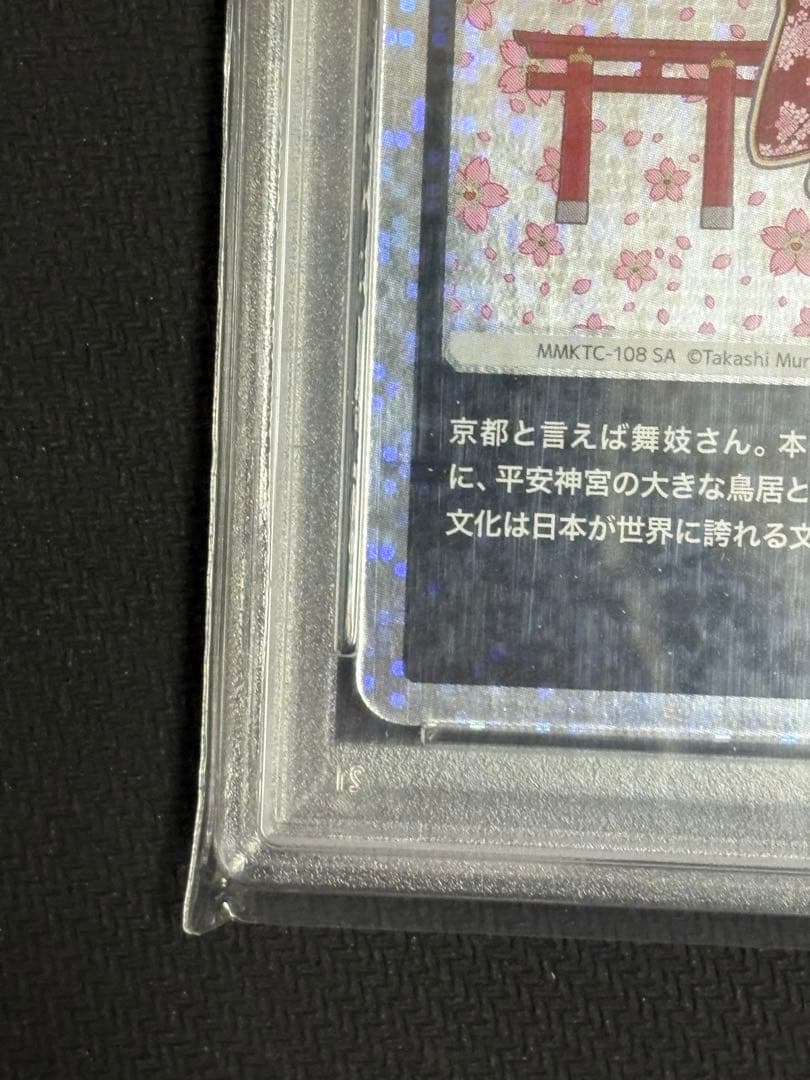 MMKTC-108 SA ©Takashi Mur
京都と言えば舞妓さん。本
に、平安神宮の大きな鳥居と
文化は日本が世界に誇れる文
21